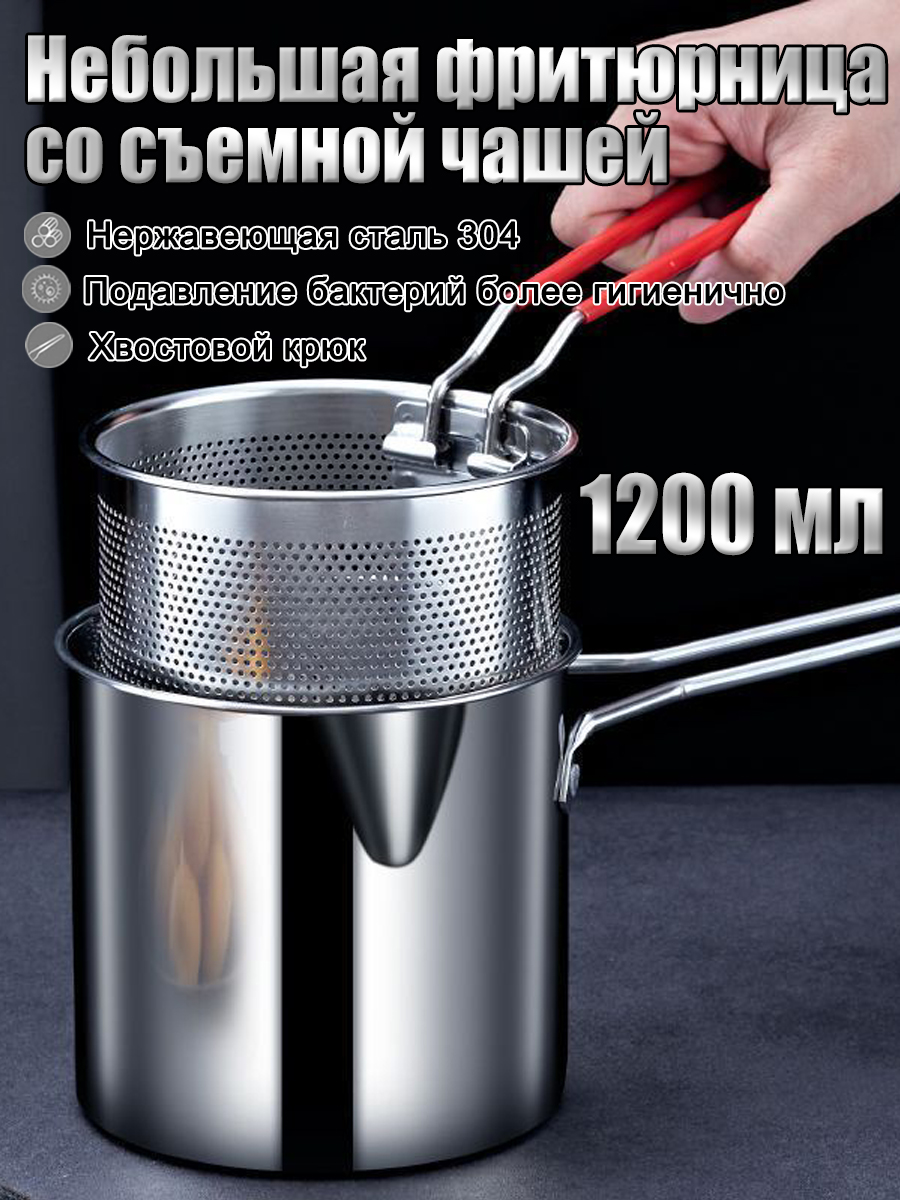 Небольшая фритюрница
со съемной чашей
Нержавеющая сталь 304
Подавление бактерий более гигиенично
Хвостовой крюк
1200 мл